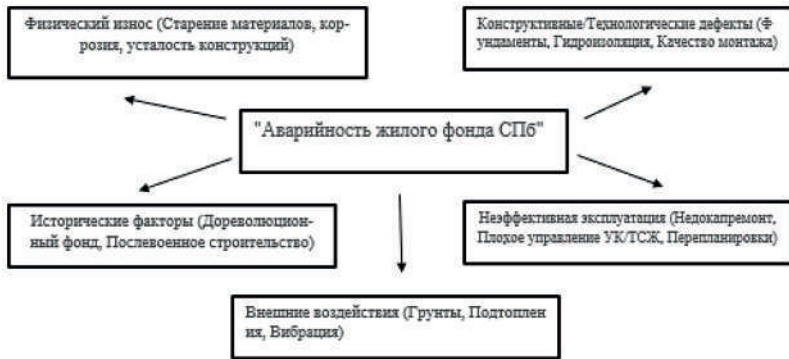 Физический износ (Старение материалов, кор-
розия, усталость конструкций)
Конструктивные/Технологические дефекты (Ф
ундаменты, Гидроизоляция, Качество монтажа)
"Аварийность жилого фонда СПб"
Исторические факторы (Дореволюцион-
ный фонд, Послевоенное строительство)
Неэффективная эксплуатация (Недокапремонт,
Плохое управление УК/ТСЖ, Перепланировки)
Внешние воздействия (Грунты, Подтоплен
ия, Вибрация)